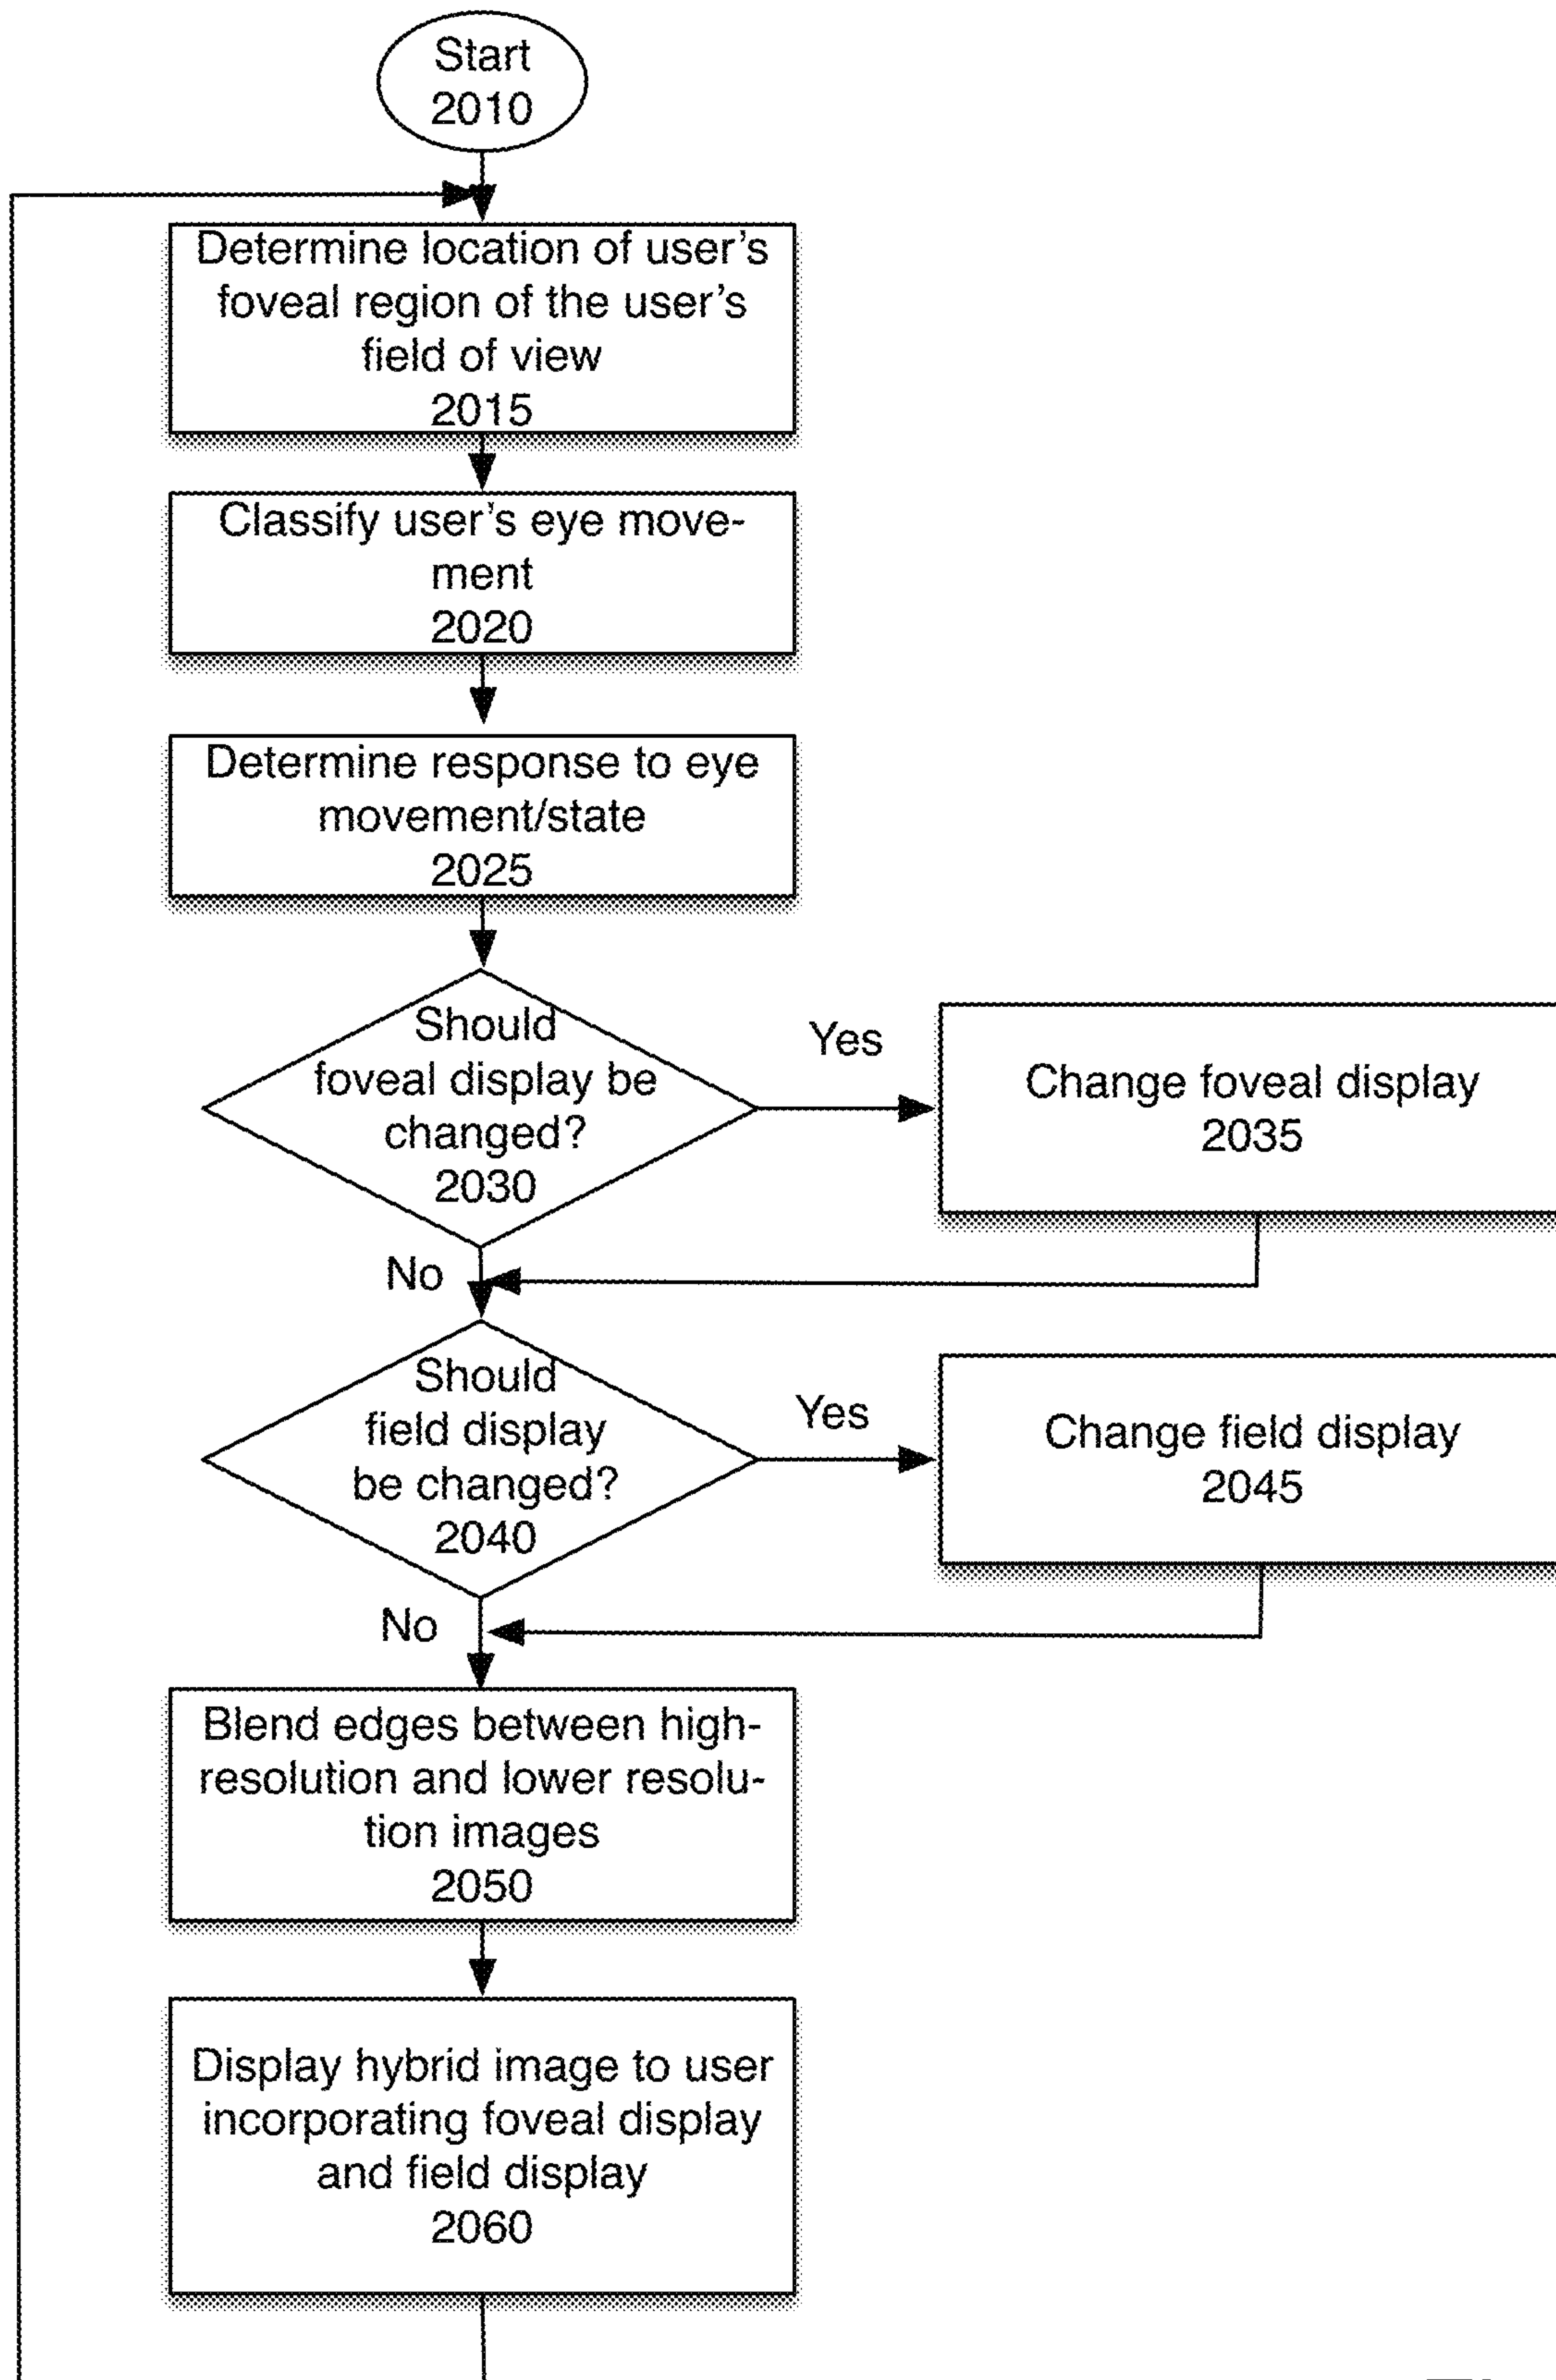 Start
2010
Determine location of user's
foveal region of the user's
field of view
2015
Classify user's eye move-
ment
2020
Determine response to eye
movement/state
2025
Should
foveal display be
changed?
2030
Yes
Change foveal display
2035
No
Should
field display
be changed?
2040
Yes
Change field display
2045
No
Blend edges between high-
resolution and lower resolu-
tion images
2050
Display hybrid image to user
incorporating foveal display
and field display
2060